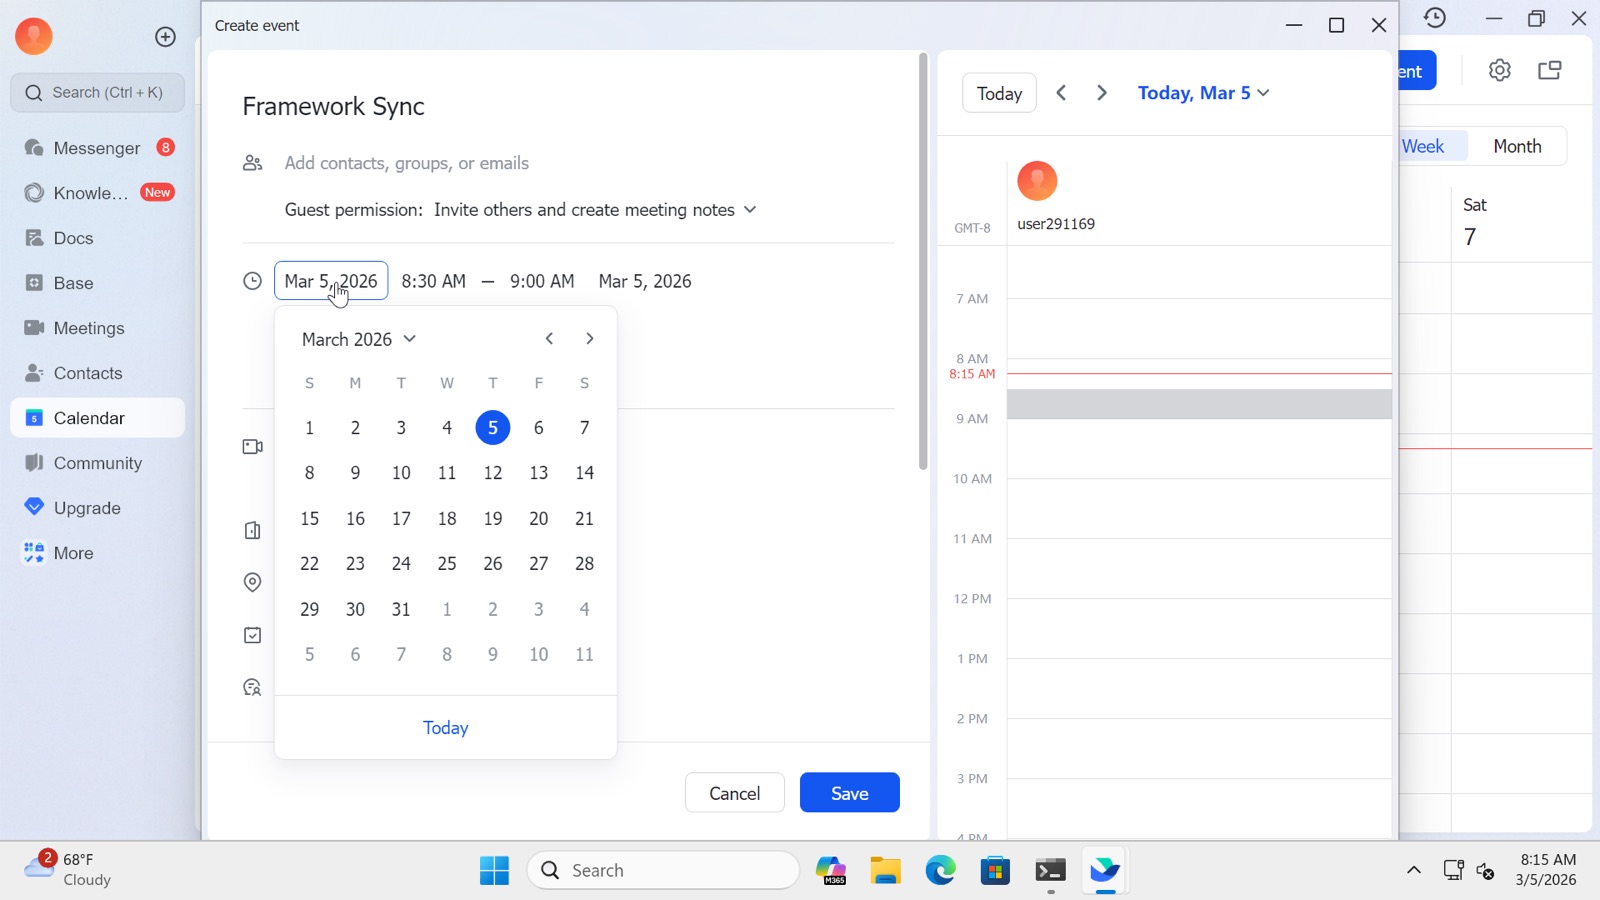 Create event
Search (Ctrl + K)
Messenger
8
Knowle...
New
Docs
Base
Meetings
Contacts
5
Calendar
Community
Upgrade
More
Framework Sync
Add contacts, groups, or emails
Guest permission: Invite others and create meeting notes
Mar 5, 2026
8:30 AM — 9:00 AM
Mar 5, 2026
March 2026
S M T W T F S
1 2 3 4 5 6 7
8 9 10 11 12 13 14
15 16 17 18 19 20 21
22 23 24 25 26 27 28
29 30 31 1 2 3 4
5 6 7 8 9 10 11
Today
Cancel
Save
Today
Today, Mar 5
GMT-8
user291169
7 AM
8 AM
8:15 AM
9 AM
10 AM
11 AM
12 PM
1 PM
2 PM
3 PM
4 PM
ent
Week
Month
Sat
7
2
68°F
Cloudy
Search
M365
8:15 AM
3/5/2026